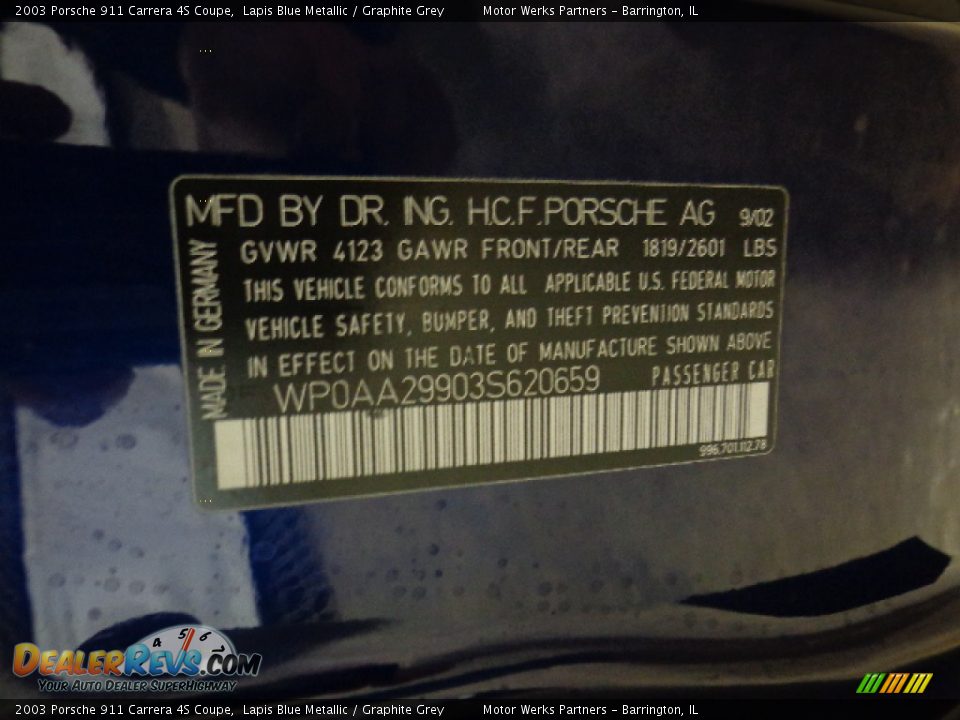 2003 Porsche 911 Carrera 4S Coupe, Lapis Blue Metallic / Graphite Grey Motor Werks Partners - Barrington, IL
MFD BY DR. ING. H.C.F. PORSCHE AG 9/02
GVWR 4123 GAWR FRONT/REAR 1819/2601 LBS
THIS VEHICLE CONFORMS TO ALL APPLICABLE U.S. FEDERAL MOTOR
VEHICLE SAFETY, BUMPER, AND THEFT PREVENTION STANDARDS
IN EFFECT ON THE DATE OF MANUFACTURE SHOWN ABOVE
WP0AA29903S620659 PASSENGER CAR
MADE IN GERMANY
996.701.112.78
4 5 6 7
DEALERREVS.COM
YOUR AUTO DEALER SUPERHIGHWAY
2003 Porsche 911 Carrera 4S Coupe, Lapis Blue Metallic / Graphite Grey Motor Werks Partners - Barrington, IL